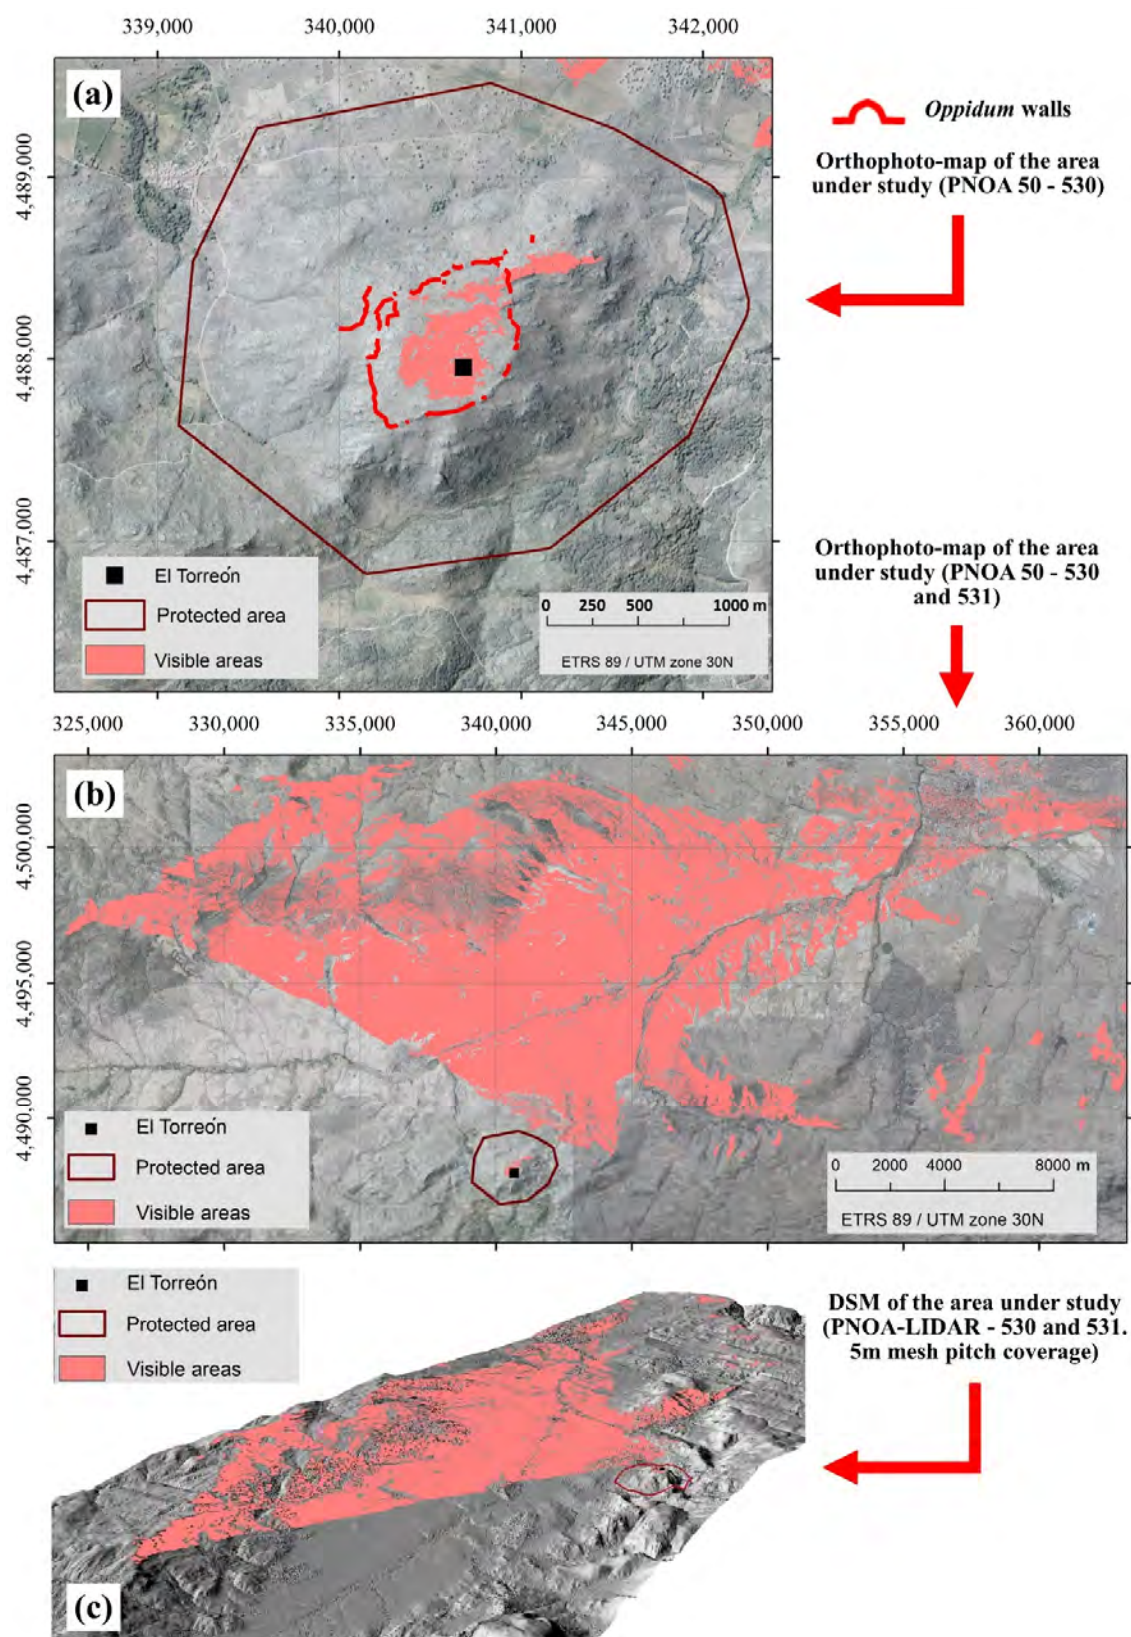 339,000 340,000 341,000 342,000
(a)
4,489,000
4,488,000
4,487,000
El Torreón
Protected area
Visible areas
0 250 500 1000 m
ETRS 89 / UTM zone 30N
Oppidum walls
Orthophoto-map of the area
under study (PNOA 50 - 530)
Orthophoto-map of the area
under study (PNOA 50 - 530
and 531)
325,000 330,000 335,000 340,000 345,000 350,000 355,000 360,000
(b)
4,500,000
4,495,000
4,490,000
El Torreón
Protected area
Visible areas
0 2000 4000 8000 m
ETRS 89 / UTM zone 30N
El Torreón
Protected area
Visible areas
DSM of the area under study
(PNOA-LIDAR - 530 and 531.
5m mesh pitch coverage)
(c)